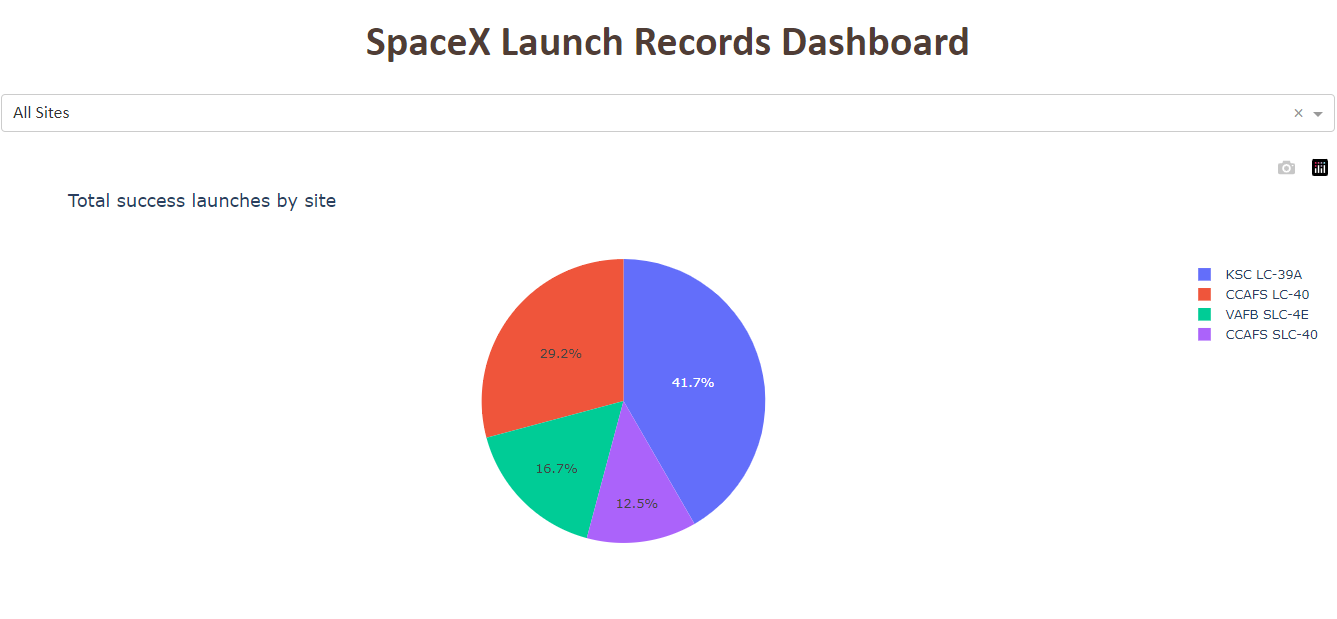 SpaceX Launch Records Dashboard
All Sites
Total success launches by site
KSC LC-39A
CCAFS LC-40
VAFB SLC-4E
CCAFS SLC-40
29.2%
41.7%
16.7%
12.5%